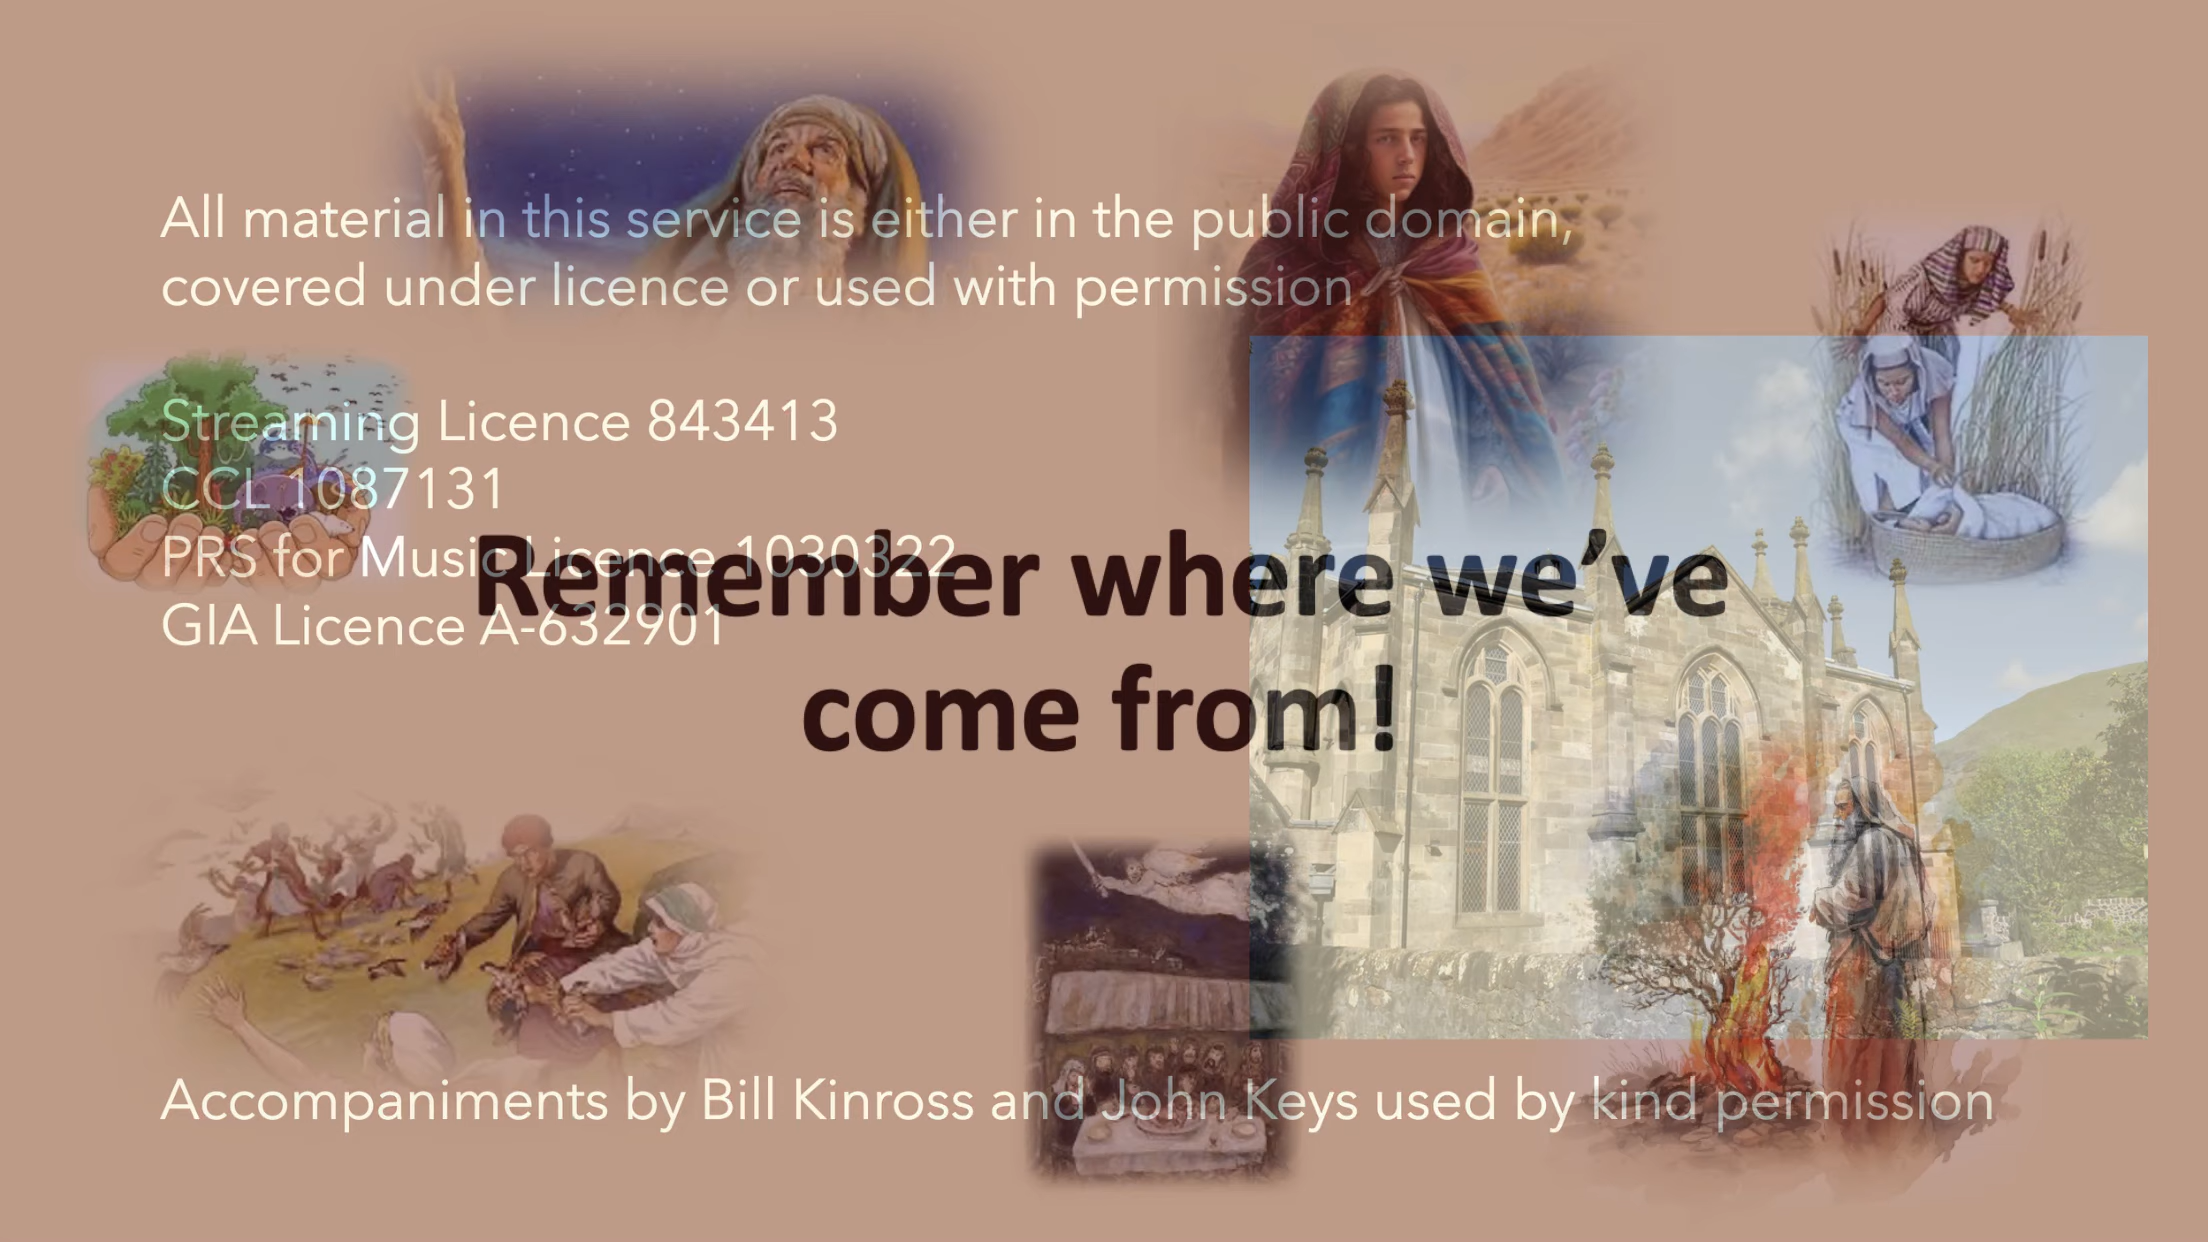 All material in this service is either in the public domain,
covered under licence or used with permission
Streaming Licence 843413
CCL 1087131
PRS for Music Licence 1030322
GIA Licence A-632901
Remember where we've
come from!
Accompaniments by Bill Kinross and John Keys used by kind permission